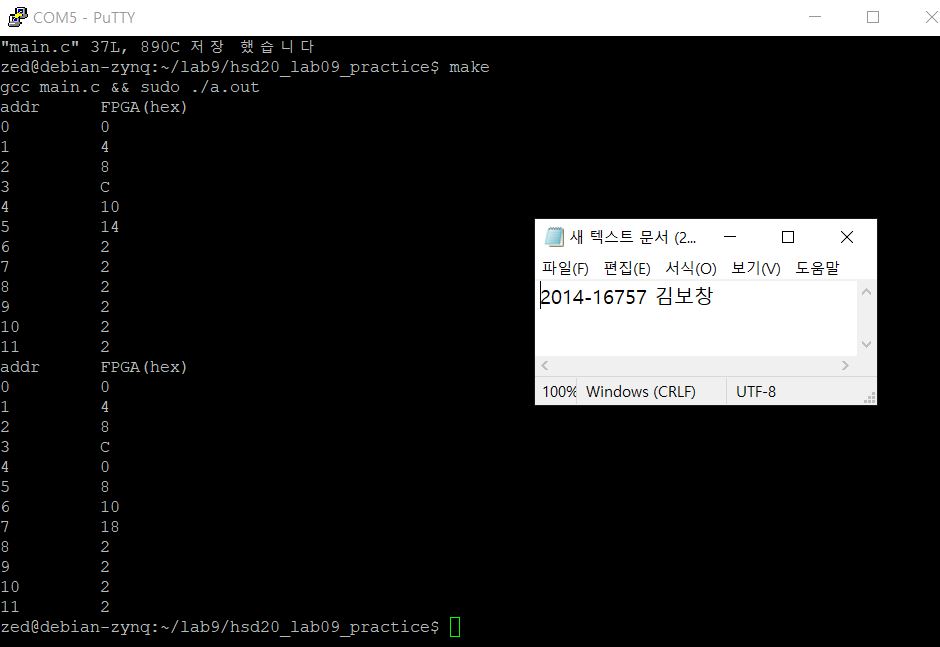 COM5 - PuTTY
"main.c" 37L, 890C 저장 했습니다
zed@debian-zynq:~/lab9/hsd20_lab09_practice$ make
gcc main.c && sudo ./a.out
addr FPGA(hex)
0 0
1 4
2 8
3 C
4 10
5 14
6 2
7 2
8 2
9 2
10 2
11 2
addr FPGA(hex)
0 0
1 4
2 8
3 C
4 0
5 8
6 10
7 18
8 2
9 2
10 2
11 2
zed@debian-zynq:~/lab9/hsd20_lab09_practice$
새 텍스트 문서 (2...
파일(F) 편집(E) 서식(O) 보기(V) 도움말
2014-16757 김보창
100% Windows (CRLF) UTF-8